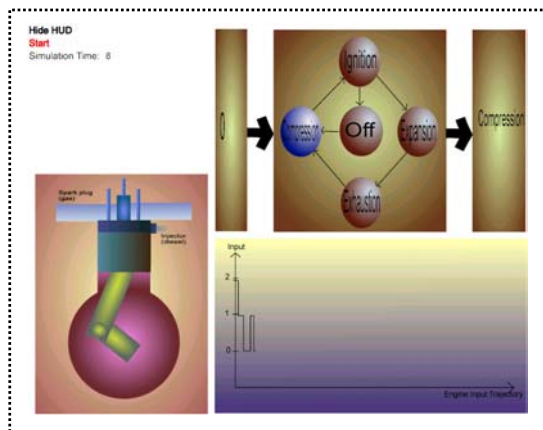 Hide HUD
Start
Simulation Time: 8
Spark plug
(gas)
Injector
(diesel)
0
Ignition
Compression
Off
Expansion
Exhaustion
Compression
Input
2
1
0
Engine Input Trajectory